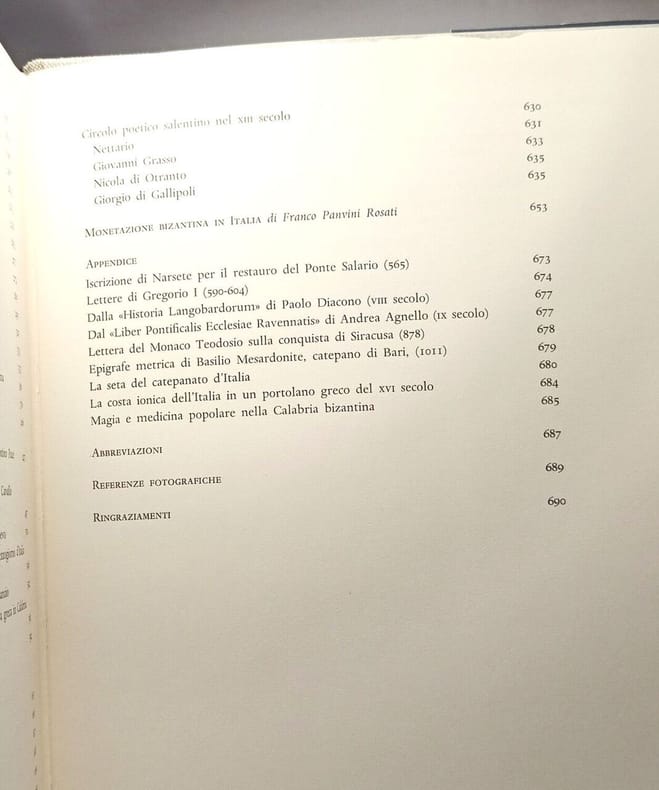 Circolo poetico salentino nel XIII secolo 630
Nettario 631
Giovanni Grasso 633
Nicola di Otranto 635
Giorgio di Gallipoli 635
MONETAZIONE BIZANTINA IN ITALIA di Franco Panvini Rosati 653
APPENDICE
Iscrizione di Narsete per il restauro del Ponte Salario (565) 673
Lettere di Gregorio I (590-604) 674
Dalla «Historia Langobardorum» di Paolo Diacono (VIII secolo) 677
Dal «Liber Pontificalis Ecclesiae Ravennatis» di Andrea Agnello (IX secolo) 677
Lettera del Monaco Teodosio sulla conquista di Siracusa (878) 678
Epigrafe metrica di Basilio Mesardonite, catepano di Bari, (1011) 679
La seta del catepanato d'Italia 680
La costa ionica dell'Italia in un portolano greco del XVI secolo 684
Magia e medicina popolare nella Calabria bizantina 685
ABBREVIAZIONI 687
REFERENZE FOTOGRAFICHE 689
RINGRAZIAMENTI 690